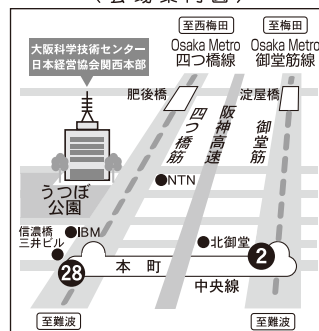 (会場案内図)
至西梅田
至梅田
Osaka Metro
四つ橋線
Osaka Metro
御堂筋線
大阪科学技術センター
日本経営協会関西本部
肥後橋
淀屋橋
四つ橋筋
阪神高速
御堂筋
NTN
うつぼ
公園
信濃橋
三井ビル
IBM
北御堂
28
本町
2
中央線
至難波
至難波